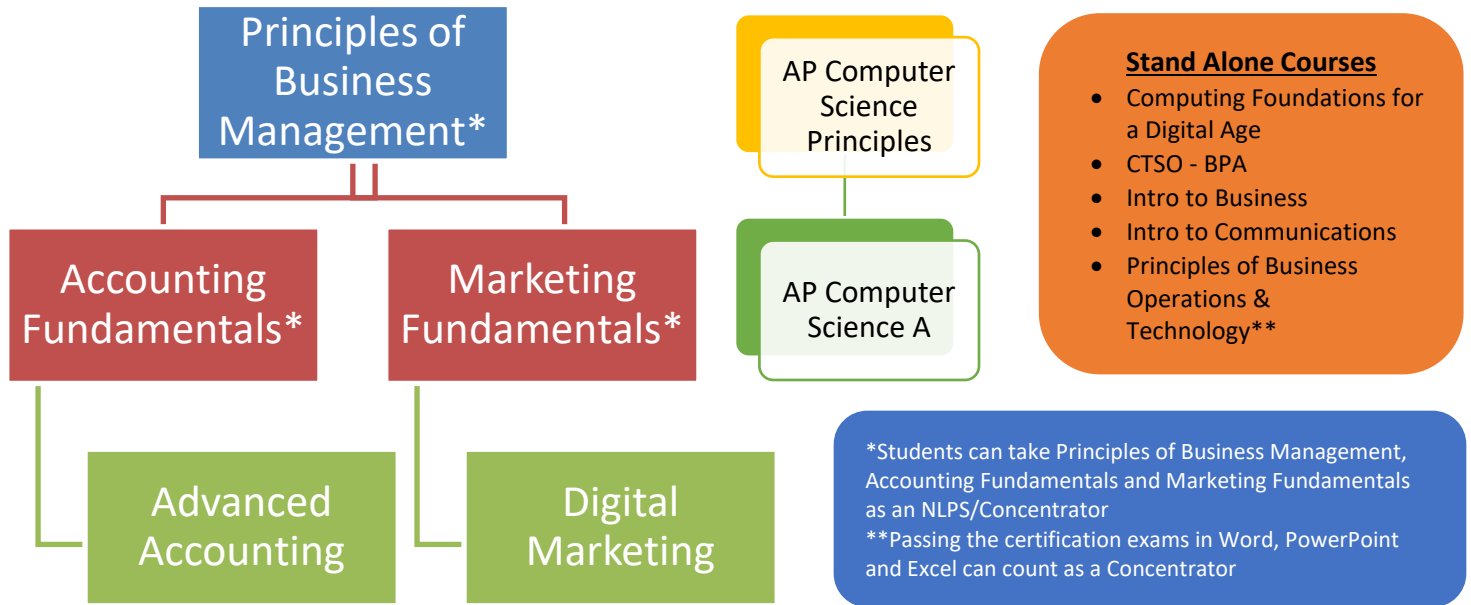 Principles of
Business
Management*
Accounting
Fundamentals*
Marketing
Fundamentals*
Advanced
Accounting
Digital
Marketing
AP Computer
Science
Principles
AP Computer
Science A
Stand Alone Courses
• Computing Foundations for
a Digital Age
• CTSO - BPA
• Intro to Business
• Intro to Communications
• Principles of Business
Operations &
Technology**
*Students can take Principles of Business Management,
Accounting Fundamentals and Marketing Fundamentals
as an NLPS/Concentrator
**Passing the certification exams in Word, PowerPoint
and Excel can count as a Concentrator